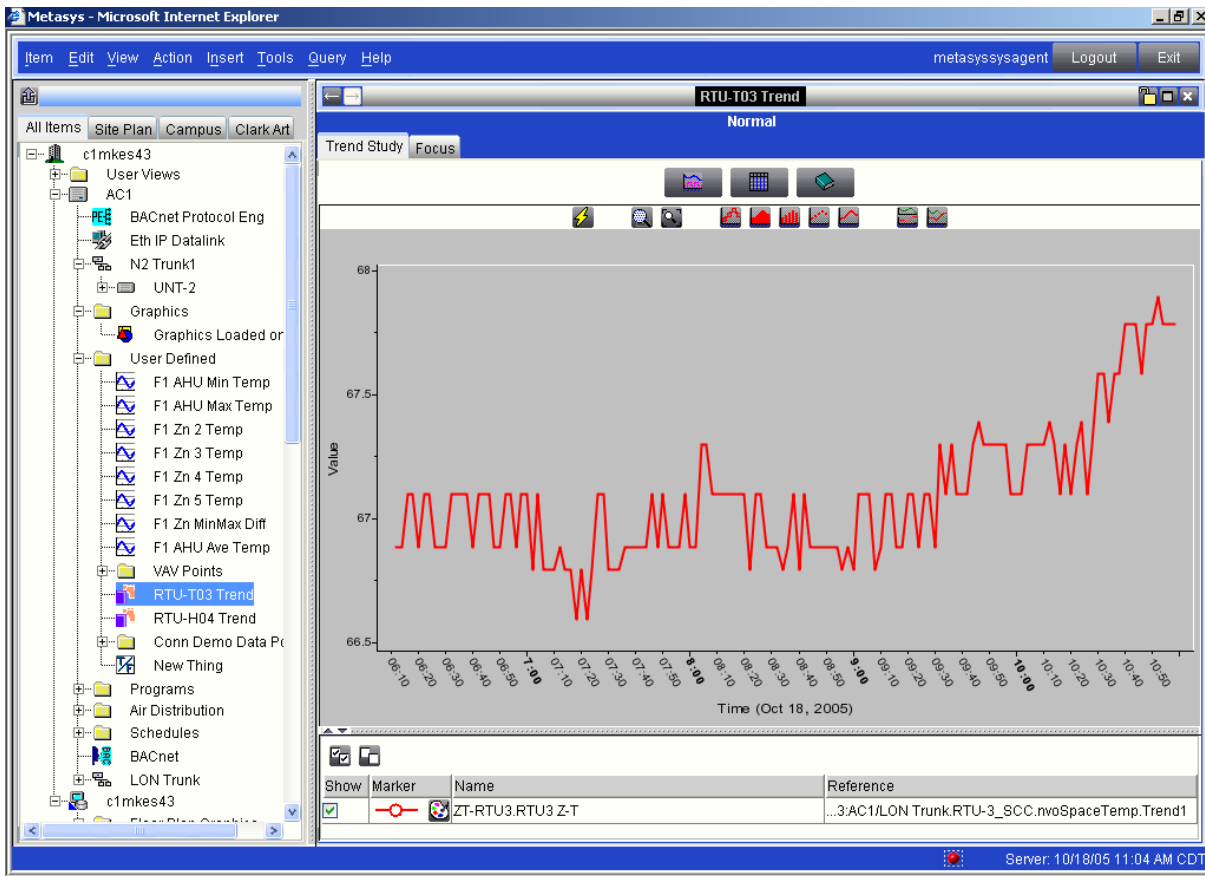 Metasys - Microsoft Internet Explorer
Item Edit View Action Insert Tools Query Help
metasyssysagent Logout Exit
All Items Site Plan Campus Clark Art
c1mkes43
User Views
AC1
BACnet Protocol Eng
Eth IP Datalink
N2 Trunk1
UNT-2
Graphics
Graphics Loaded or
User Defined
F1 AHU Min Temp
F1 AHU Max Temp
F1 Zn 2 Temp
F1 Zn 3 Temp
F1 Zn 4 Temp
F1 Zn 5 Temp
F1 Zn MinMax Diff
F1 AHU Ave Temp
VAV Points
RTU-T03 Trend
RTU-H04 Trend
Conn Demo Data Po
New Thing
Programs
Air Distribution
Schedules
BACnet
LON Trunk
c1mkes43
Floor Plan Graphics
RTU-T03 Trend
Normal
Trend Study Focus
68
67.5
67
66.5
Value
06:10 06:20 06:30 06:40 06:50 7:00 07:10 07:20 07:30 07:40 07:50 8:00 08:10 08:20 08:30 08:40 08:50 9:00 09:10 09:20 09:30 09:40 09:50 10:00 10:10 10:20 10:30 10:40 10:50
Time (Oct 18, 2005)
Show Marker Name Reference
ZT-RTU3.RTU3 Z-T ...3:AC1/LON Trunk.RTU-3_SCC.nvoSpaceTemp.Trend1
Server: 10/18/05 11:04 AM CDT